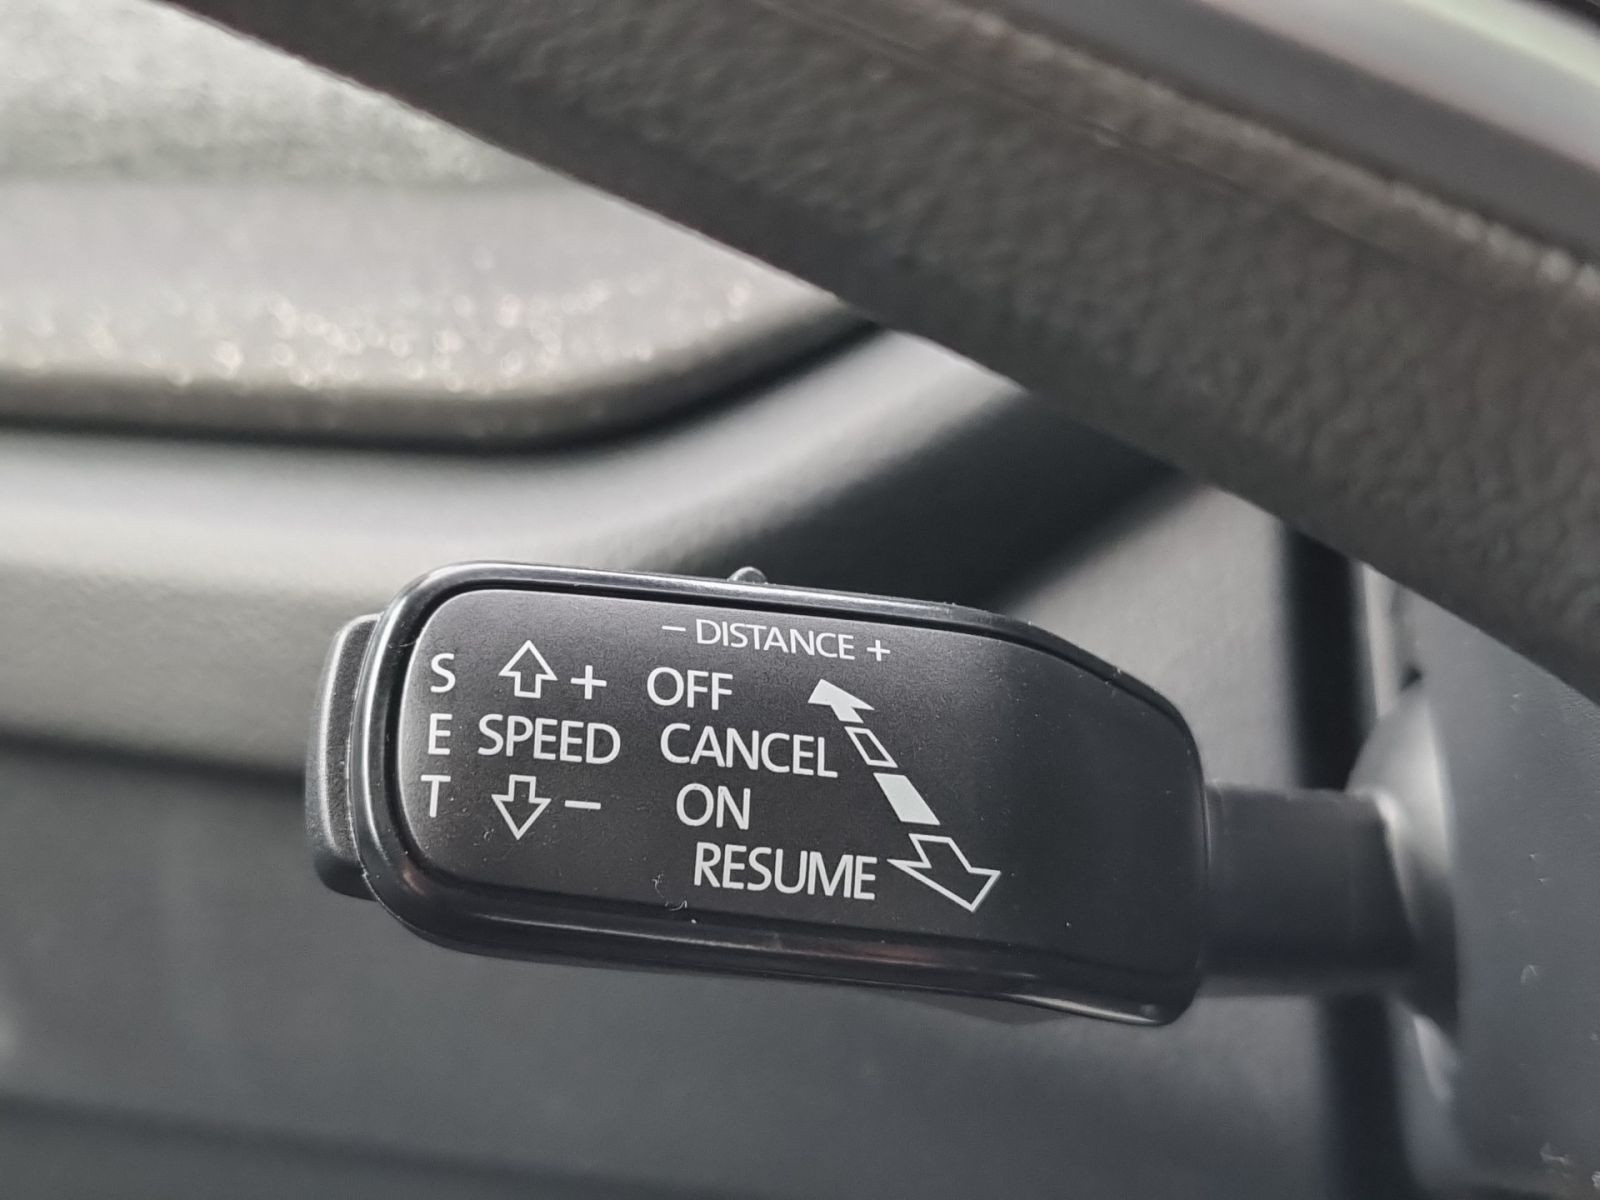 – DISTANCE +
S + OFF
E SPEED CANCEL
T – ON
RESUME